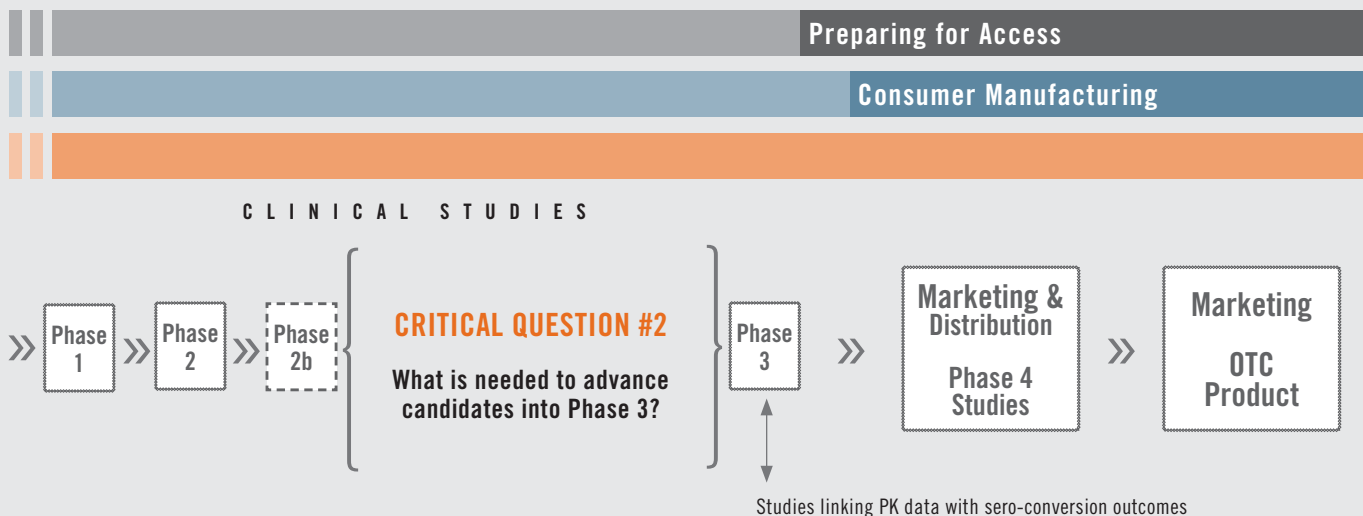 Preparing for Access
Consumer Manufacturing
CLINICAL STUDIES
Phase
1
Phase
2
Phase
2b
CRITICAL QUESTION #2
What is needed to advance
candidates into Phase 3?
Phase
3
Marketing &
Distribution
Phase 4
Studies
Marketing
OTC
Product
Studies linking PK data with sero-conversion outcomes